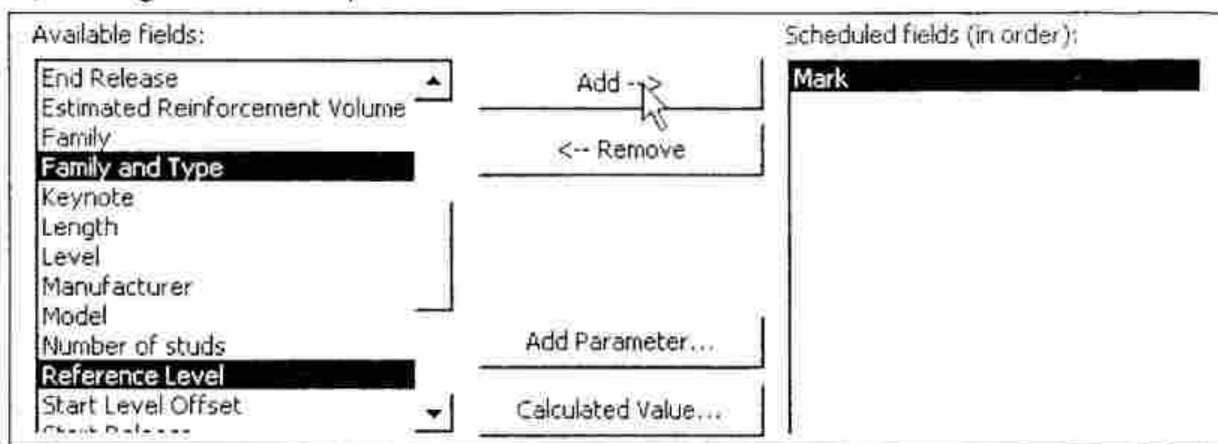 Available fields:
End Release
Estimated Reinforcement Volume
Family
Family and Type
Keynote
Length
Level
Manufacturer
Model
Number of studs
Reference Level
Start Level Offset
Add -->
<-- Remove
Add Parameter...
Calculated Value...
Scheduled fields (in order):
Mark